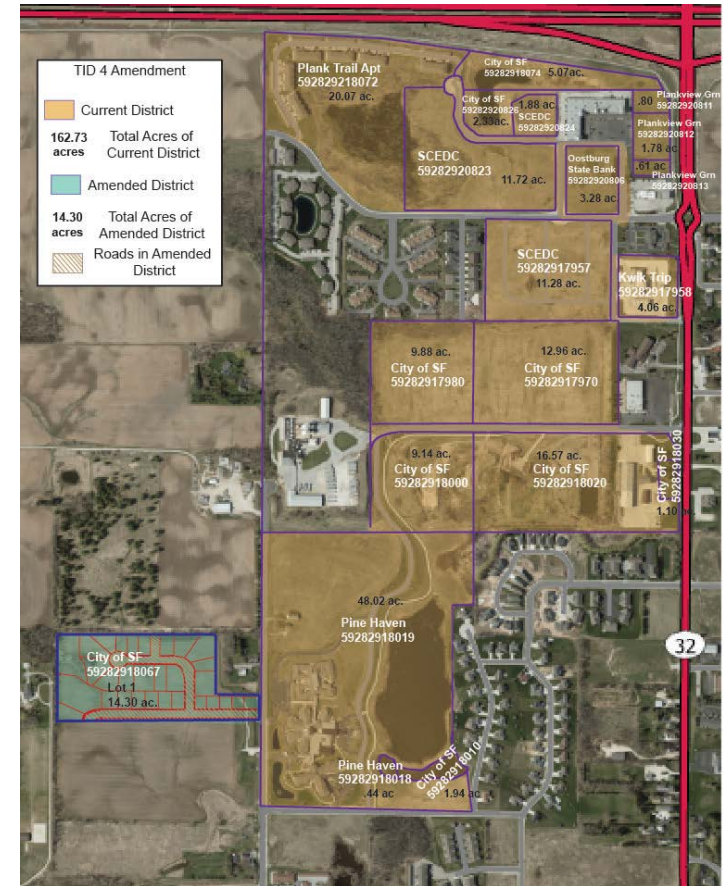 TID 4 Amendment
Current District
162.73 acres Total Acres of Current District
Amended District
14.30 acres Total Acres of Amended District
Roads in Amended District
Plank Trail Apt
592829218072
20.07 ac.
City of SF
59282918074 5.07ac.
City of SF
59282920826
2.33ac.
1.88 ac.
SCEDC
59282920824
.80 Plankview Grn
59282920811
Plankview Grn
59282920812
1.78 ac.
.61 ac
Plankview Grn
59282920813
SCEDC
59282920823
11.72 ac.
Oostburg
State Bank
59282920806
3.28 ac
SCEDC
59282917957
11.28 ac.
Kwik Trip
59282917958
4.06 ac.
9.88 ac.
City of SF
59282917980
12.96 ac.
City of SF
59282917970
9.14 ac.
City of SF
59282918000
16.57 ac.
City of SF
59282918020
City of SF
59282918030
1.10 ac.
48.02 ac.
Pine Haven
59282918019
32
City of SF
59282918067
Lot 1
14.30 ac.
Pine Haven
59282918018
.44 ac
City of SF
59282918010
1.94 ac.